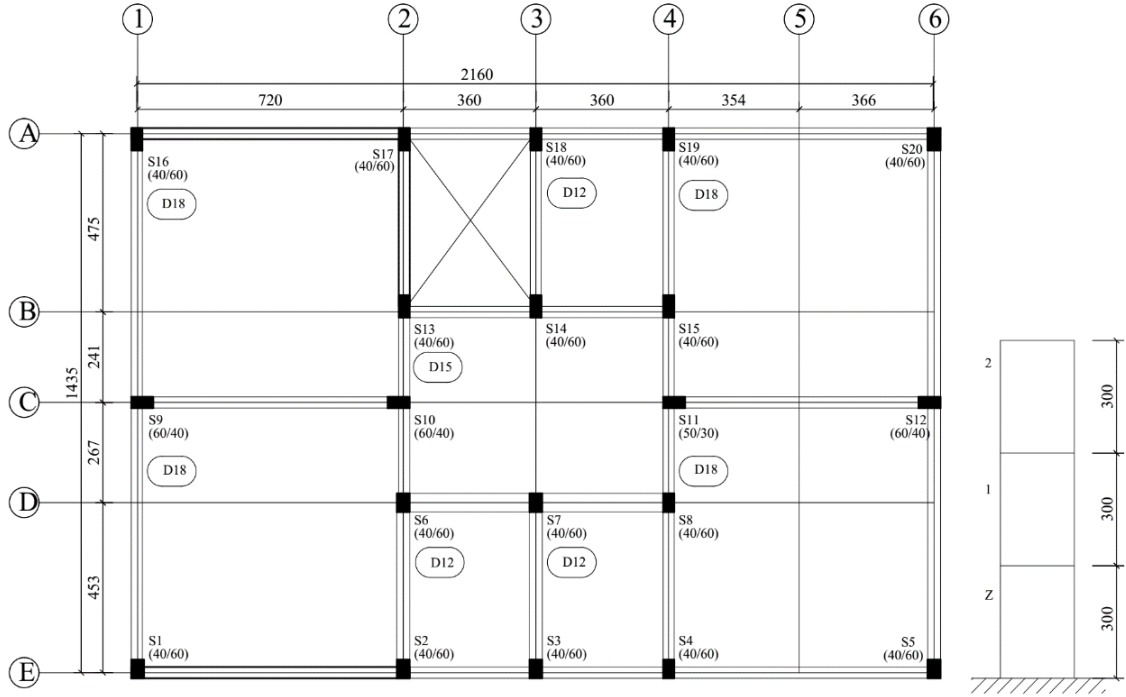 1 2 3 4 5 6
2160
720 360 360 354 366
A
S16
(40/60)
D18
S17
(40/60)
S18
(40/60)
D12
S19
(40/60)
D18
S20
(40/60)
475
B
S13
(40/60)
D15
S14
(40/60)
S15
(40/60)
241
1435
C
S9
(60/40)
D18
S10
(60/40)
S11
(50/30)
D18
S12
(60/40)
267
D
S6
(40/60)
D12
S7
(40/60)
D12
S8
(40/60)
453
S1
(40/60)
S2
(40/60)
S3
(40/60)
S4
(40/60)
S5
(40/60)
E
2
300
1
300
Z
300